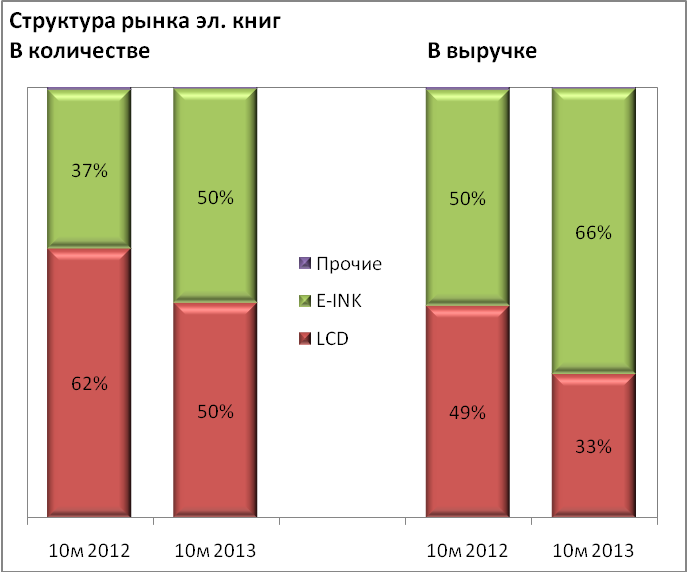 Структура рынка эл. книг
В количестве
В выручке
37%
50%
50%
66%
Прочие
E-INK
LCD
62%
50%
49%
33%
10м 2012
10м 2013
10м 2012
10м 2013